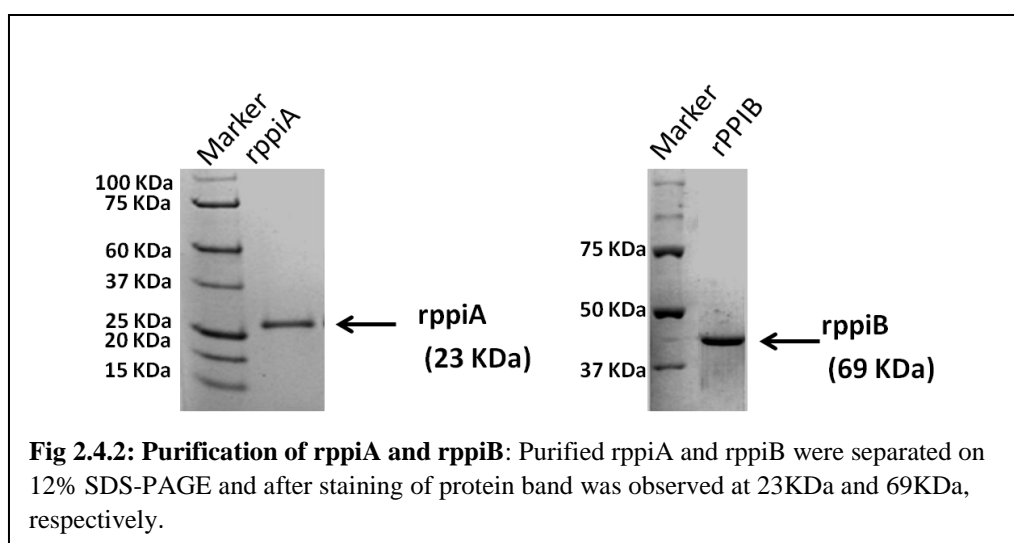 Marker
rppiA
100 KDa
75 KDa
60 KDa
37 KDa
25 KDa
20 KDa
15 KDa
rppiA
(23 KDa)
Marker
rPPIB
75 KDa
50 KDa
37 KDa
rppiB
(69 KDa)
Fig 2.4.2: Purification of rppiA and rppiB: Purified rppiA and rppiB were separated on
12% SDS-PAGE and after staining of protein band was observed at 23KDa and 69KDa,
respectively.